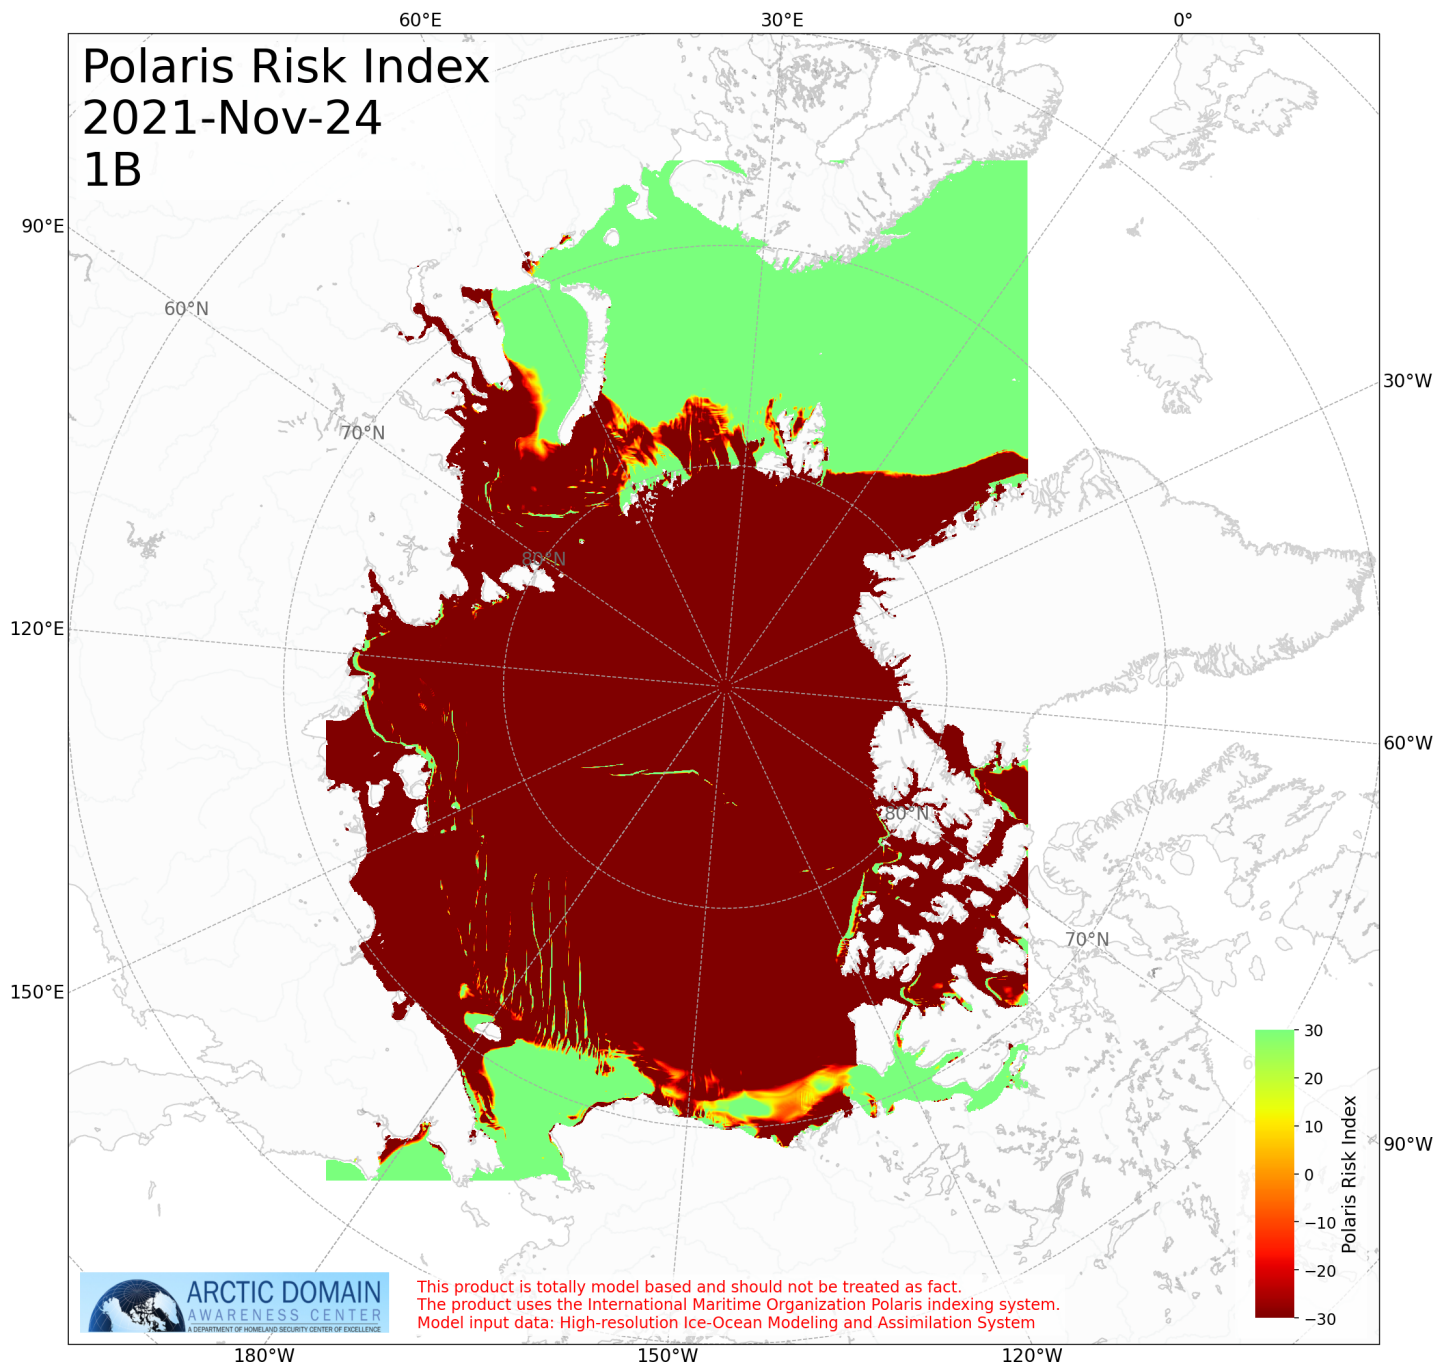 60°E 30°E 0°
Polaris Risk Index
2021-Nov-24
1B
90°E
60°N
30°W
70°N
80°N
120°E
60°W
80°N
70°N
150°E
30
20
10
0
−10
−20
−30
Polaris Risk Index
90°W
ARCTIC DOMAIN
AWARENESS CENTER
A DEPARTMENT OF HOMELAND SECURITY CENTER OF EXCELLENCE
This product is totally model based and should not be treated as fact.
The product uses the International Maritime Organization Polaris indexing system.
Model input data: High-resolution Ice-Ocean Modeling and Assimilation System
180°W 150°W 120°W